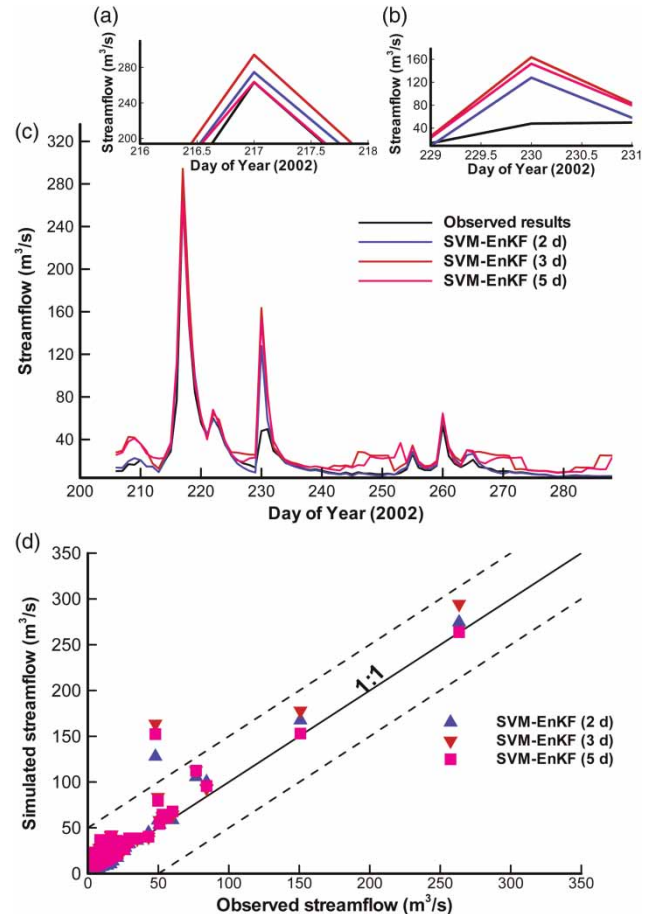 (a)
Streamflow (m³/s)
280
240
200
216
216.5
217
217.5
218
Day of Year (2002)
(b)
Streamflow (m³/s)
160
120
80
40
229
229.5
230
230.5
231
Day of Year (2002)
(c)
Streamflow (m³/s)
320
280
240
200
160
120
80
40
200
210
220
230
240
250
260
270
280
Day of Year (2002)
Observed results
SVM-EnKF (2 d)
SVM-EnKF (3 d)
SVM-EnKF (5 d)
(d)
Simulated streamflow (m³/s)
350
300
250
200
150
100
50
0
0
50
100
150
200
250
300
350
Observed streamflow (m³/s)
1:1
SVM-EnKF (2 d)
SVM-EnKF (3 d)
SVM-EnKF (5 d)